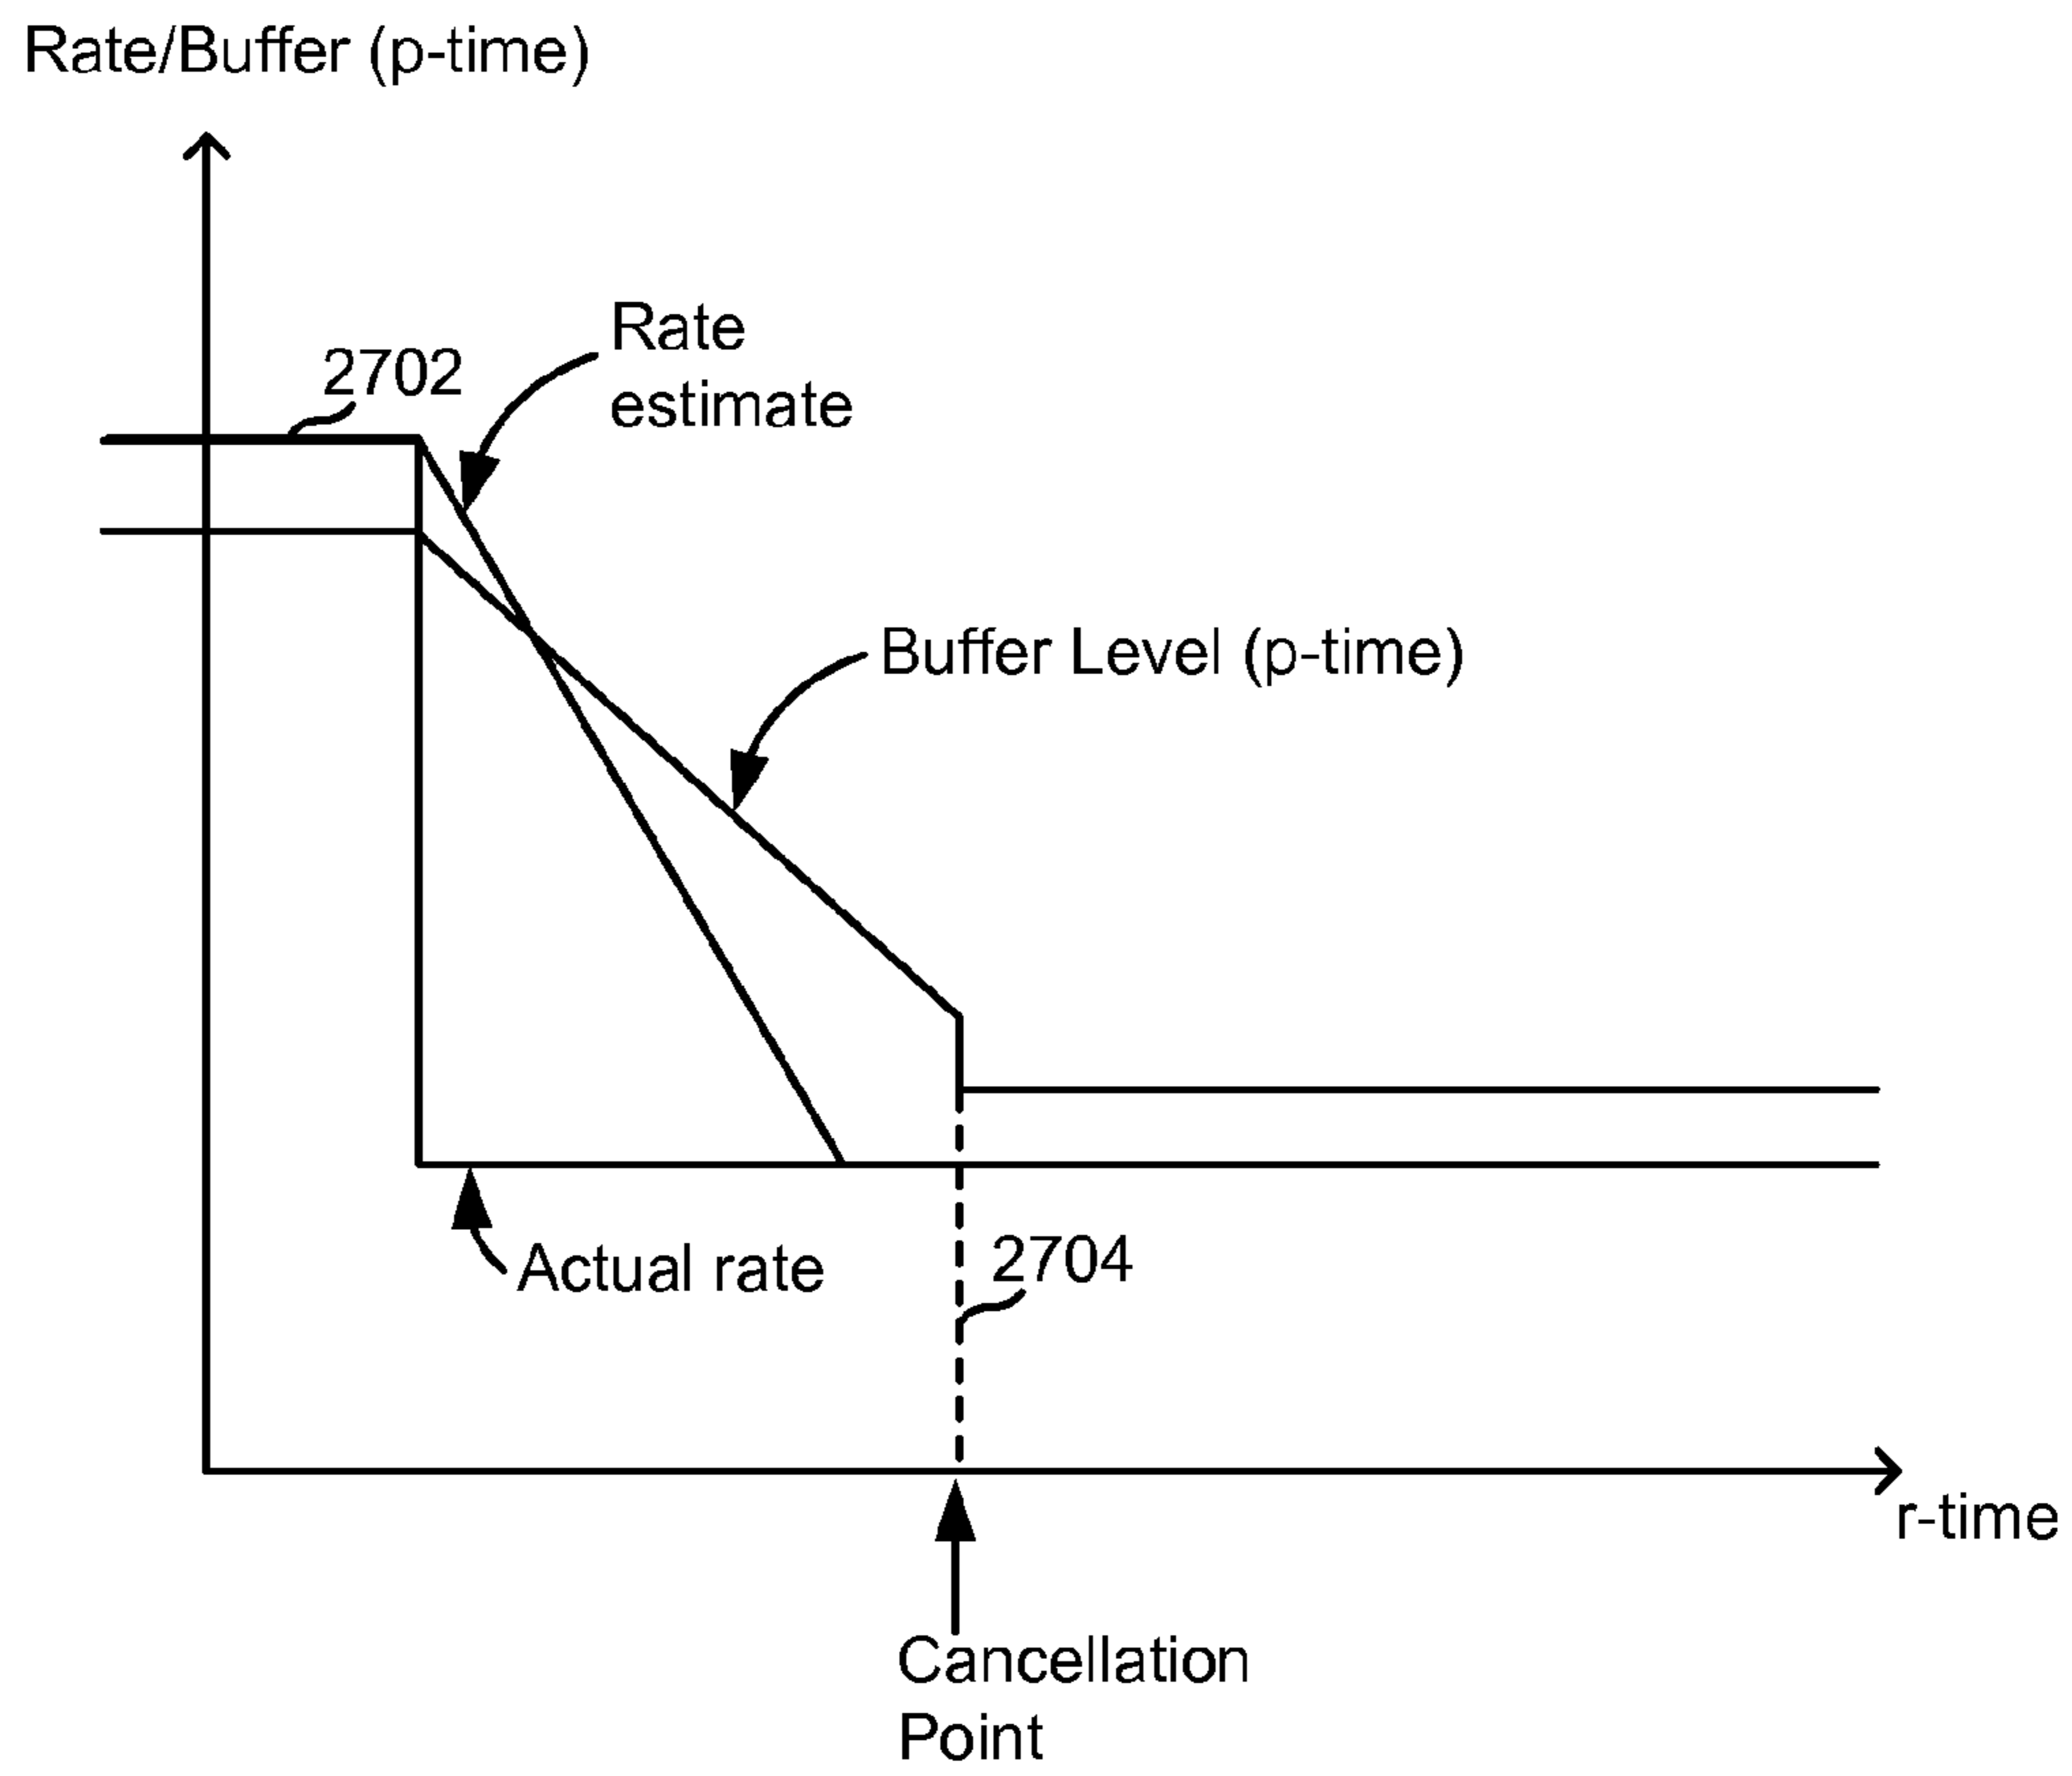 Rate/Buffer (p-time)
Rate
estimate
2702
Buffer Level (p-time)
2704
Actual rate
r-time
Cancellation
Point